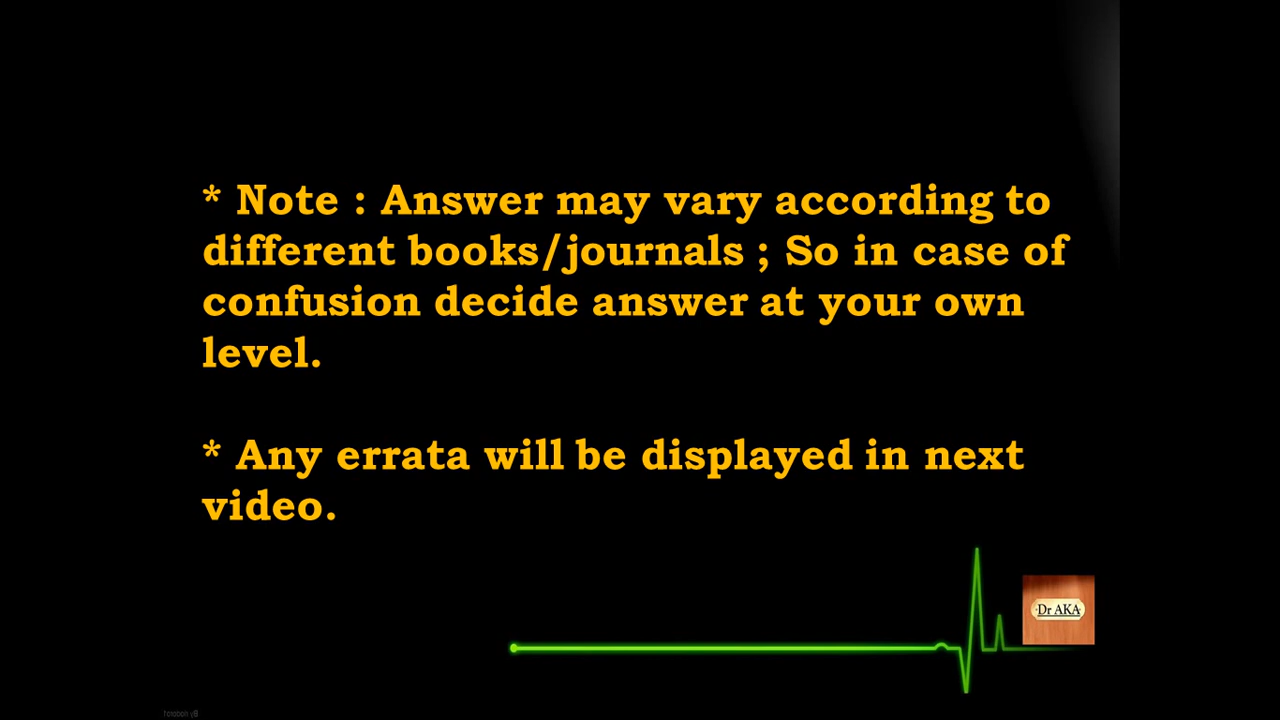 * Note : Answer may vary according to
different books/journals ; So in case of
confusion decide answer at your own
level.
* Any errata will be displayed in next
video.
Dr AKA